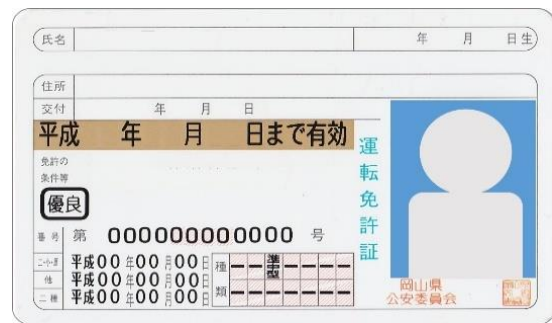 氏名 年 月 日生
住所
交付 年 月 日
平成 年 月 日まで有効
免許の
条件等
優良
番号 第 000000000000 号
二・小・原 平成00年00月00日
他 平成00年00月00日
二種 平成00年00月00日
種類 準中型
運転免許証
岡山県
公安委員会